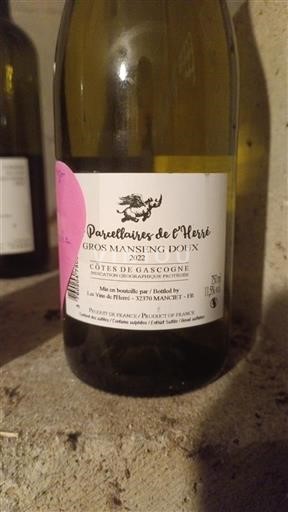 Parcellaires de l'Herré
GROS MANSENG DOUX
2022
CÔTES DE GASCOGNE
INDICATION GÉOGRAPHIQUE PROTÉGÉE
Mis en bouteille par / Bottled by
Les Vins de l'Herré - 32370 MANCIET - FR
750 ml
11,5% vol.
PRODUIT DE FRANCE / PRODUCT OF FRANCE
Contient des sulfites / Contains sulphites / Enthält Sulfite /